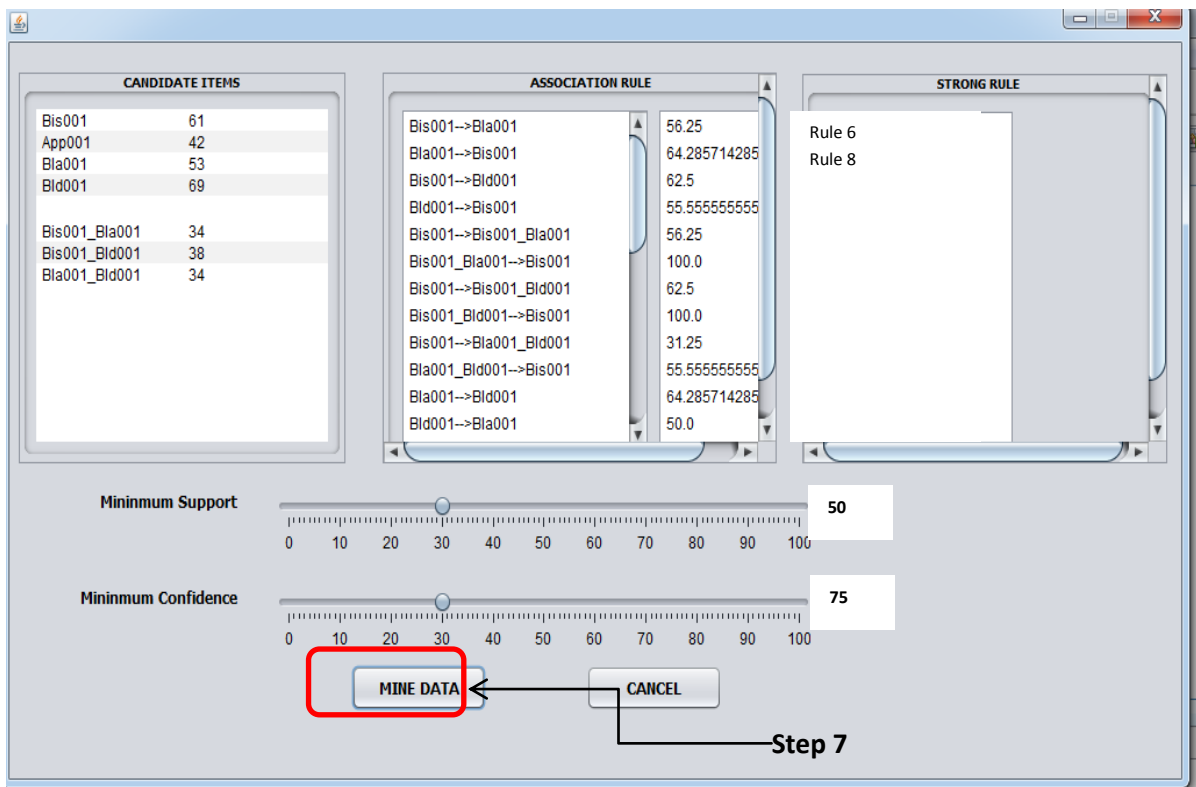 CANDIDATE ITEMS
Bis001 61
App001 42
Bla001 53
Bld001 69
Bis001_Bla001 34
Bis001_Bld001 38
Bla001_Bld001 34
ASSOCIATION RULE
Bis001-->Bla001 56.25
Bla001-->Bis001 64.285714285
Bis001-->Bld001 62.5
Bld001-->Bis001 55.555555555
Bis001-->Bis001_Bla001 56.25
Bis001_Bla001-->Bis001 100.0
Bis001-->Bis001_Bld001 62.5
Bis001_Bld001-->Bis001 100.0
Bis001-->Bla001_Bld001 31.25
Bla001_Bld001-->Bis001 55.555555555
Bla001-->Bld001 64.285714285
Bld001-->Bla001 50.0
STRONG RULE
Rule 6
Rule 8
Mininmum Support 50
0 10 20 30 40 50 60 70 80 90 100
Mininmum Confidence 75
0 10 20 30 40 50 60 70 80 90 100
MINE DATA CANCEL
Step 7